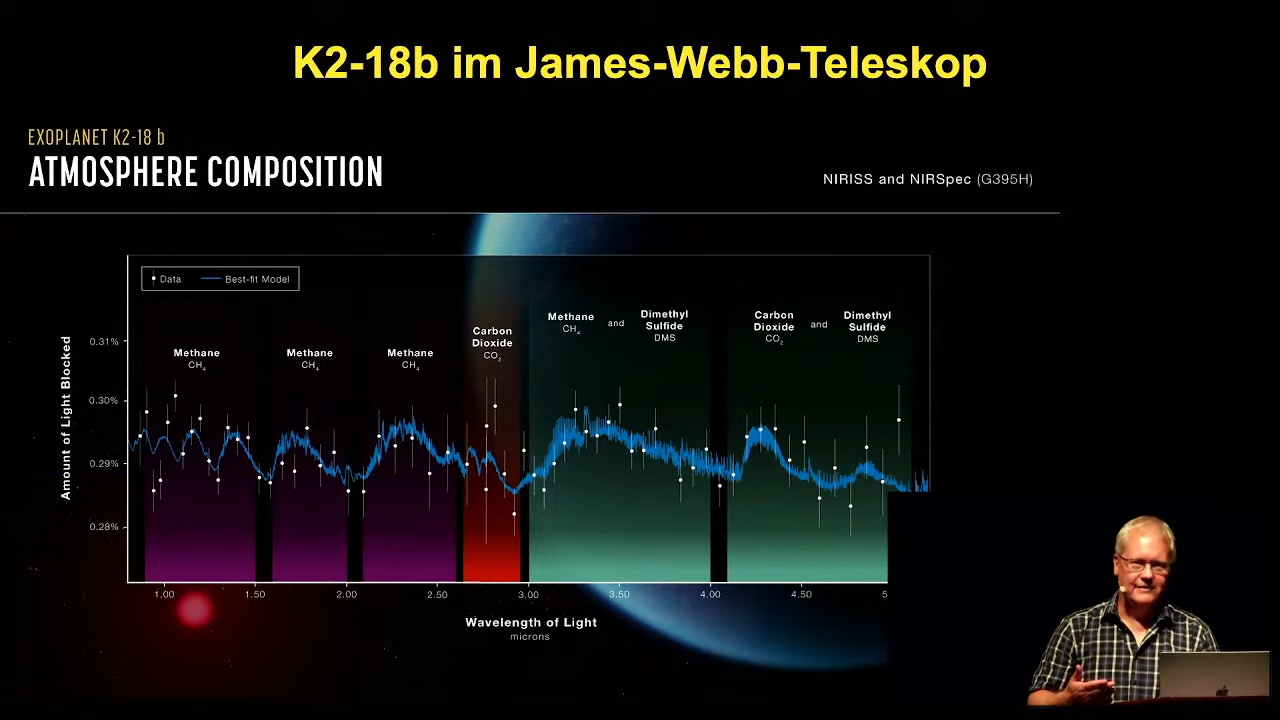 K2-18b im James-Webb-Teleskop
EXOPLANET K2-18 b
ATMOSPHERE COMPOSITION
NIRISS and NIRSpec (G395H)
Data
Best-fit Model
Methane
CH₄
Methane
CH₄
Methane
CH₄
Carbon
Dioxide
CO₂
Methane
CH₄
and
Dimethyl
Sulfide
DMS
Carbon
Dioxide
CO₂
and
Dimethyl
Sulfide
DMS
Amount of Light Blocked
0.31%
0.30%
0.29%
0.28%
1.00
1.50
2.00
2.50
3.00
3.50
4.00
4.50
5
Wavelength of Light
microns